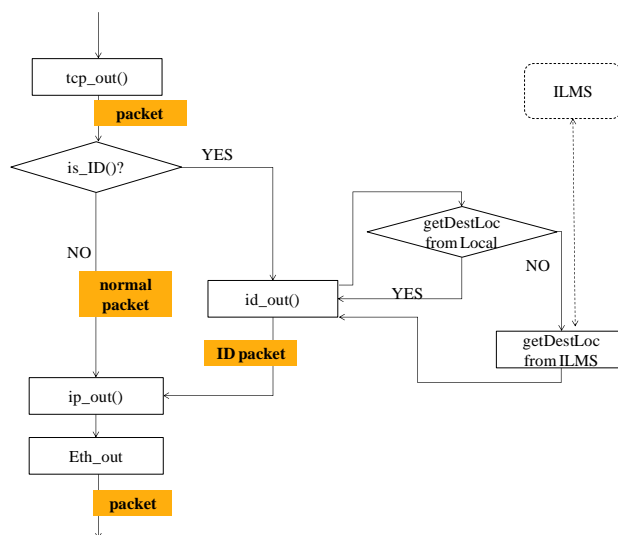 tcp_out()
ILMS
packet
YES
is_ID()?
getDestLoc
from Local
NO
NO
normal
packet
id_out()
YES
getDestLoc
from ILMS
ID packet
ip_out()
Eth_out
packet